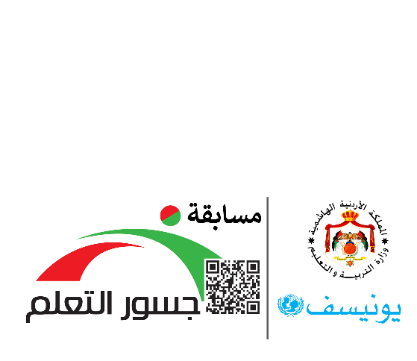 مسابقة
جسور التعلم
المملكة الأردنية الهاشمية
وزارة التربية والتعليم
يونيسف